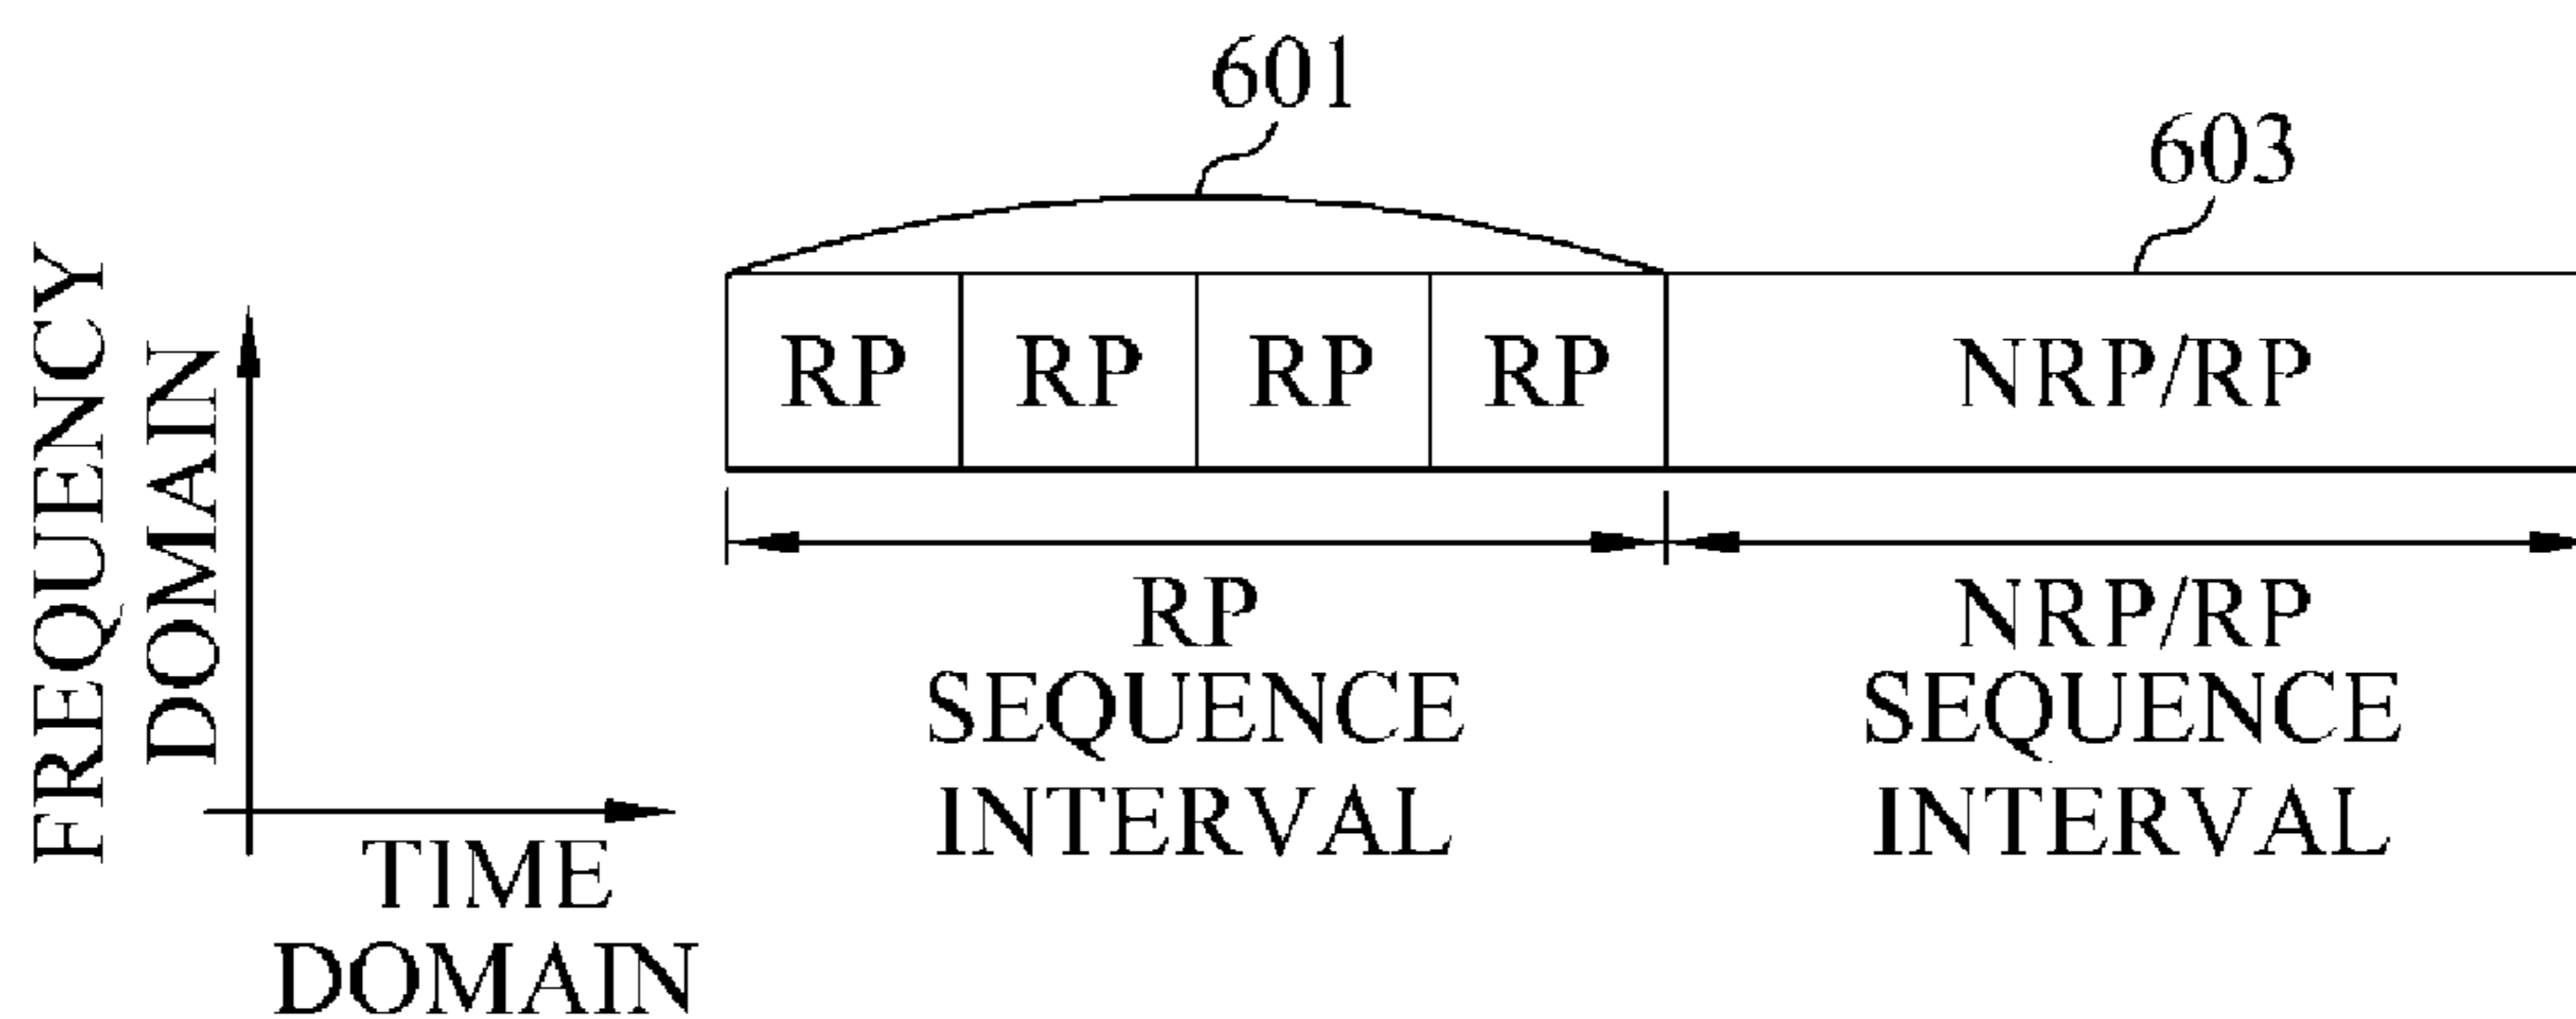 601
603
RP RP RP RP NRP/RP
FREQUENCY
DOMAIN
RP
SEQUENCE
INTERVAL
NRP/RP
SEQUENCE
INTERVAL
TIME
DOMAIN